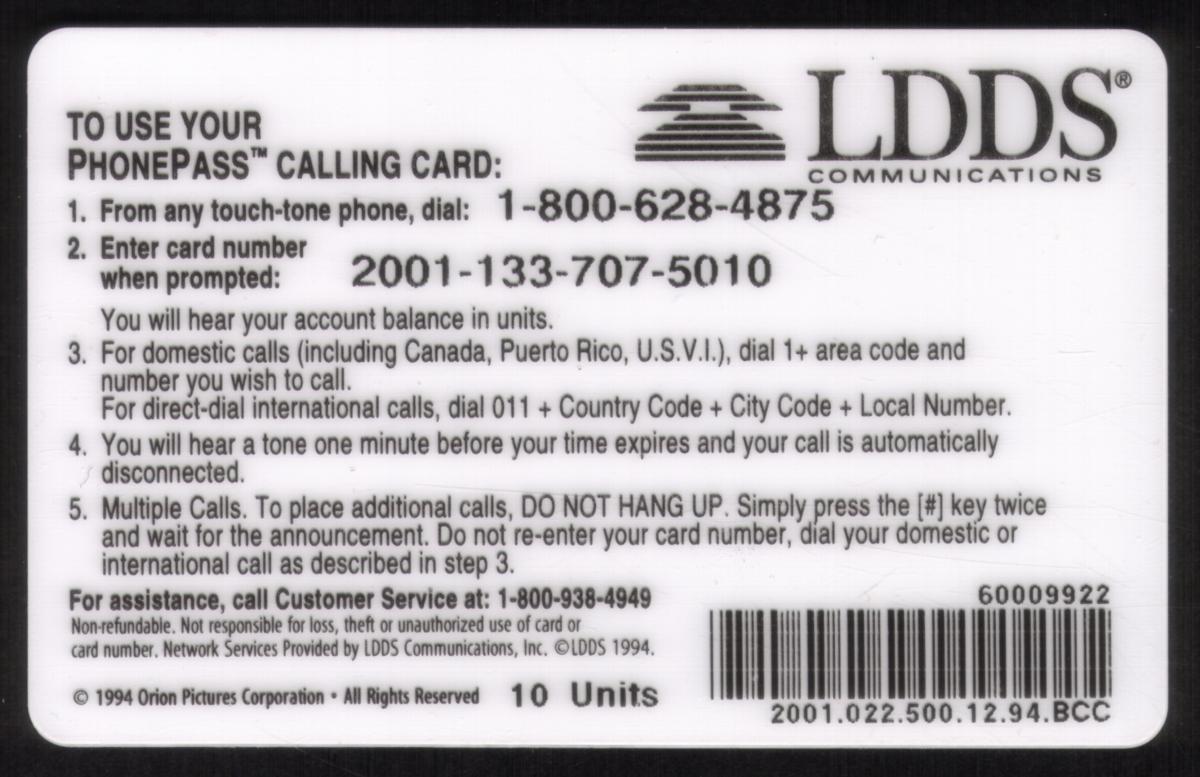 LDDS®
COMMUNICATIONS
TO USE YOUR
PHONEPASS™ CALLING CARD:
1. From any touch-tone phone, dial: 1-800-628-4875
2. Enter card number
when prompted: 2001-133-707-5010
You will hear your account balance in units.
3. For domestic calls (including Canada, Puerto Rico, U.S.V.I.), dial 1+ area code and
number you wish to call.
For direct-dial international calls, dial 011 + Country Code + City Code + Local Number.
4. You will hear a tone one minute before your time expires and your call is automatically
disconnected.
5. Multiple Calls. To place additional calls, DO NOT HANG UP. Simply press the [#] key twice
and wait for the announcement. Do not re-enter your card number, dial your domestic or
international call as described in step 3.
For assistance, call Customer Service at: 1-800-938-4949
Non-refundable. Not responsible for loss, theft or unauthorized use of card or
card number. Network Services Provided by LDDS Communications, Inc. ©LDDS 1994.
© 1994 Orion Pictures Corporation • All Rights Reserved 10 Units
60009922
2001.022.500.12.94.BCC